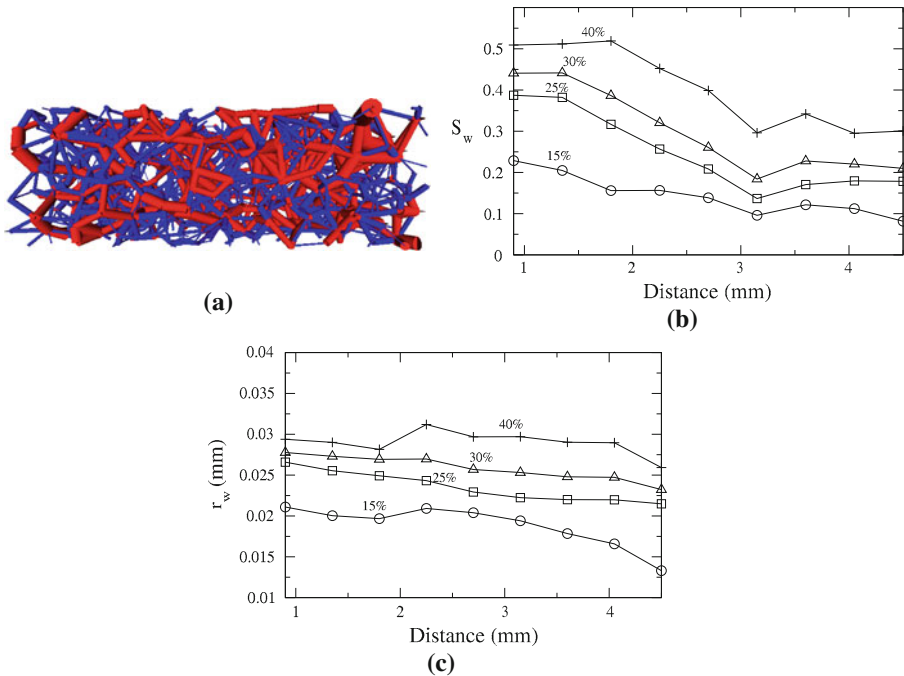 (a)
0.5
0.4
S_w 0.3
0.2
0.1
0
40%
30%
25%
15%
1 2 3 4
Distance (mm)
(b)
0.04
0.035
0.03
0.025
0.02
0.015
0.01
r_w (mm)
40%
30%
25%
15%
1 2 3 4
Distance (mm)
(c)